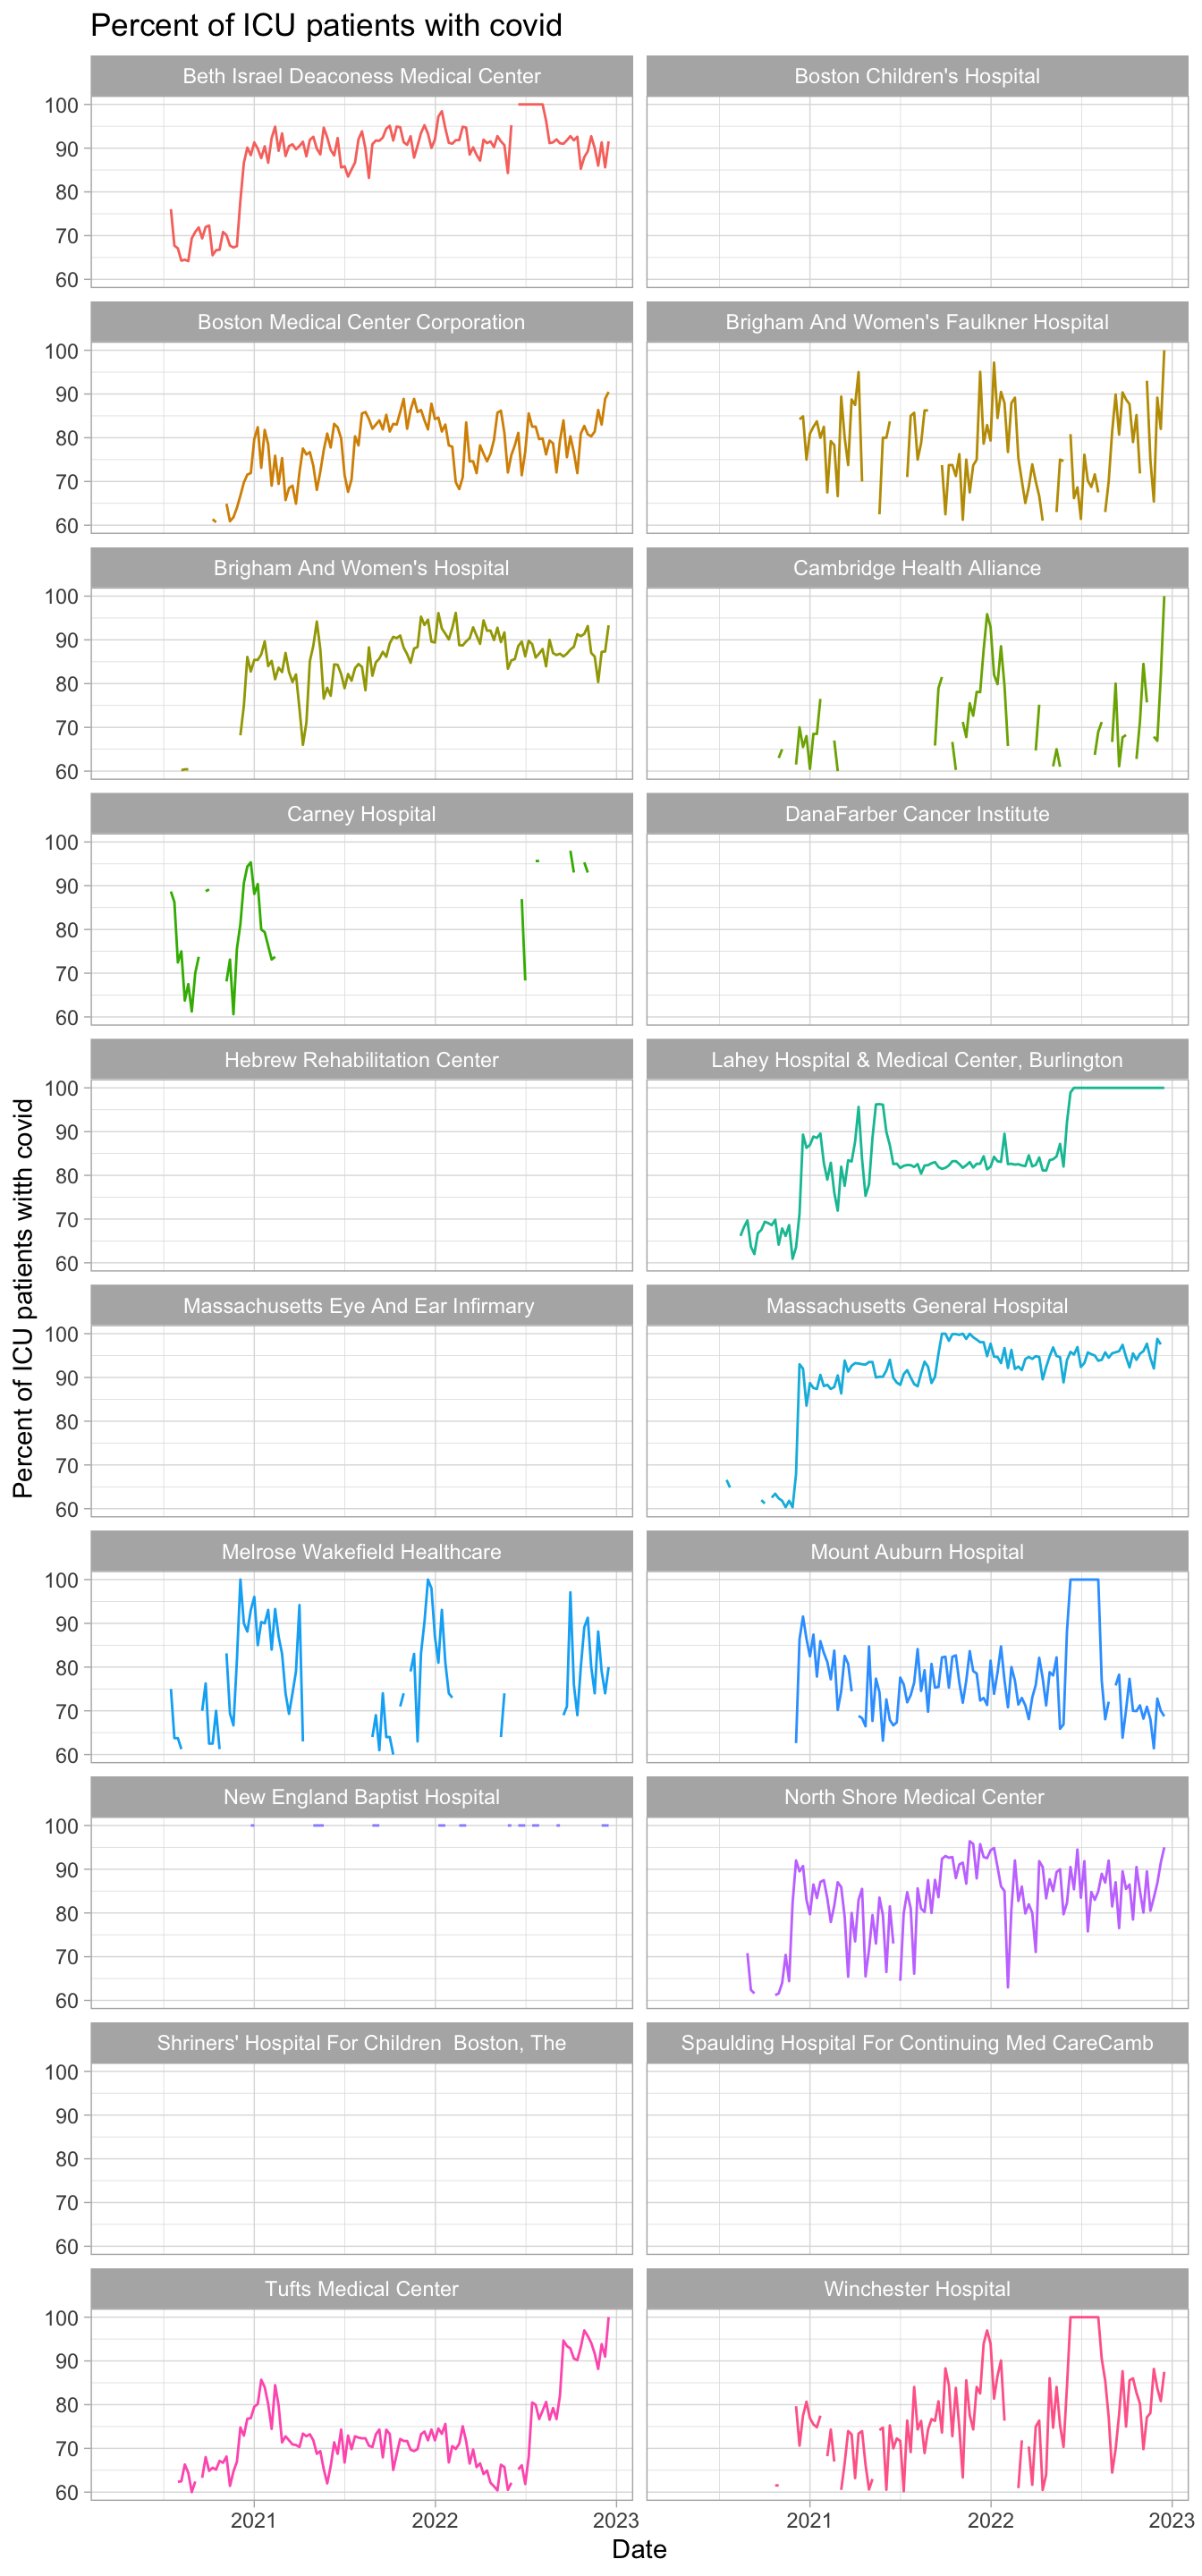 Percent of ICU patients with covid
Beth Israel Deaconess Medical Center
Boston Children's Hospital
100
90
80
70
60
Boston Medical Center Corporation
Brigham And Women's Faulkner Hospital
100
90
80
70
60
Brigham And Women's Hospital
Cambridge Health Alliance
100
90
80
70
60
Carney Hospital
DanaFarber Cancer Institute
100
90
80
70
60
Hebrew Rehabilitation Center
Lahey Hospital & Medical Center, Burlington
100
90
80
70
60
Massachusetts Eye And Ear Infirmary
Massachusetts General Hospital
100
90
80
70
60
Melrose Wakefield Healthcare
Mount Auburn Hospital
100
90
80
70
60
New England Baptist Hospital
North Shore Medical Center
100
90
80
70
60
Shriners' Hospital For Children  Boston, The
Spaulding Hospital For Continuing Med CareCamb
100
90
80
70
60
Tufts Medical Center
Winchester Hospital
100
90
80
70
60
2021
2022
2023
2021
2022
2023
Date
Percent of ICU patients with covid